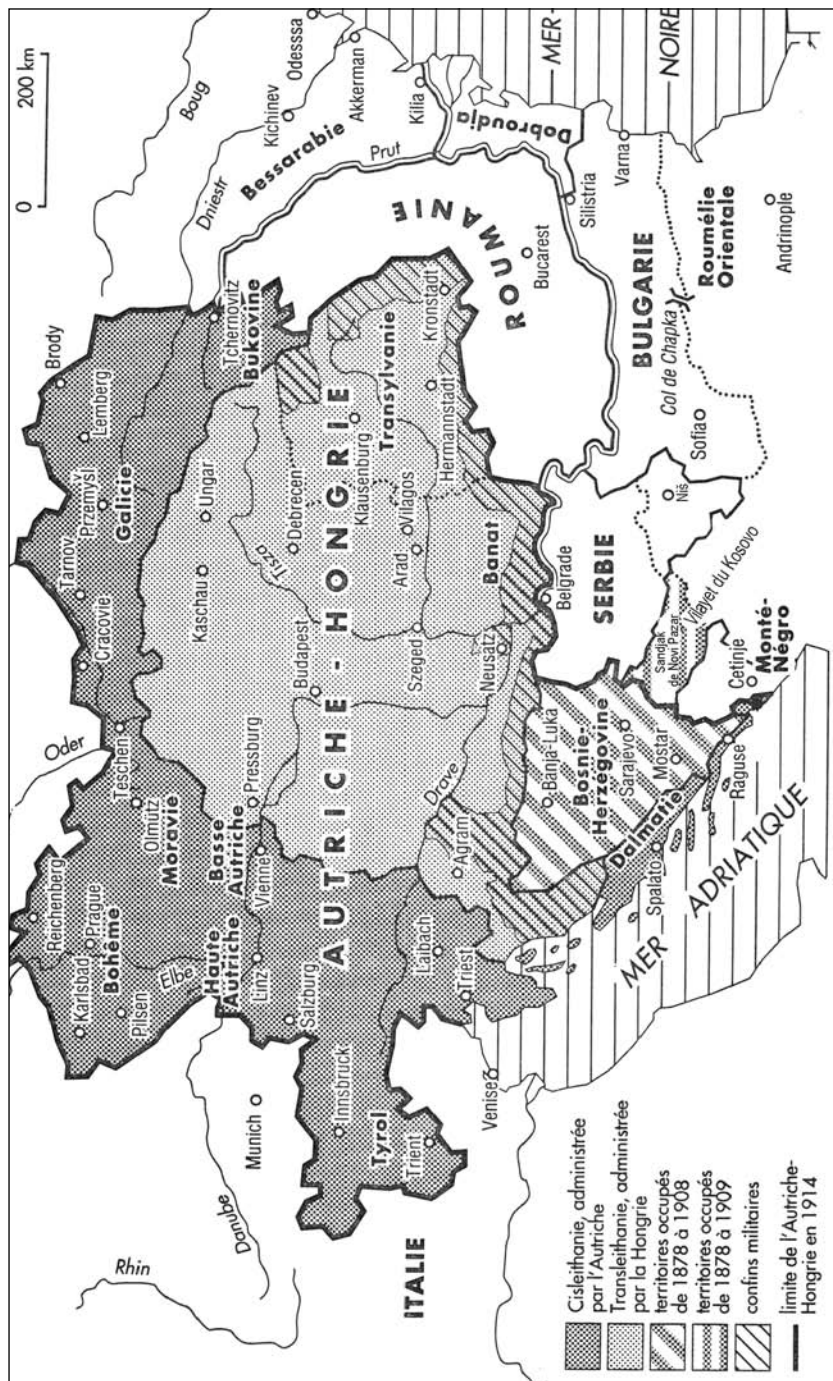 200 km
Boug
Odesssa
Kichinev
Akkerman
Dniestr
Bessarabie
Kilia
Prut
MER
NOIRE
Dobroudja
ROUMANIE
Bucarest
Silistria
Varna
BULGARIE
Roumélie
Orientale
Col de Chapka
Andrinople
Sofia
Brody
Lemberg
Tchernovitz
Bukovine
Przemyśl
Galicie
Tarnov
Cracovie
Ungar
Kaschau
Tisza
Debrecen
Klausenburg
Transylvanie
Kronstadt
Hermannstadt
Vilagos
Arad
Banat
AUTRICHE-HONGRIE
Budapest
Szeged
Neusatz
Belgrade
SERBIE
Niš
Vilayet du Kosovo
Sandjak
de Novi Pazar
Monté-
Négro
Cetinje
Oder
Teschen
Olmütz
Moravie
Pressburg
Basse
Autriche
Vienne
Drave
Agram
Banja-Luka
Bosnie-
Herzégovine
Sarajevo
Mostar
Dalmatie
Raguse
Spalato
MER ADRIATIQUE
Reichenberg
Prague
Karlsbad
Bohême
Pilsen
Elbe
Haute
Autriche
Linz
Salzburg
Laibach
Triest
Innsbruck
Tyrol
Trient
Munich
Venise
Danube
Rhin
ITALIE
Cisleithanie, administrée
par l'Autriche
Transleithanie, administrée
par la Hongrie
territoires occupés
de 1878 à 1908
territoires occupés
de 1878 à 1909
confins militaires
limite de l'Autriche-
Hongrie en 1914